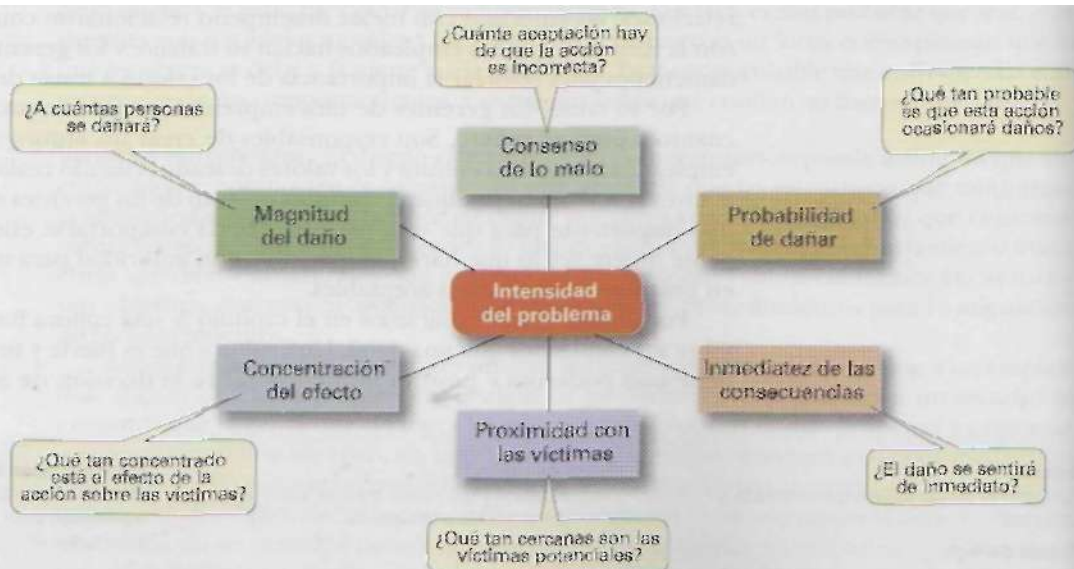 ¿Cuánta aceptación hay
de que la acción
es incorrecta?
¿A cuántas personas
se dañará?
¿Qué tan probable
es que esta acción
ocasionará daños?
Consenso
de lo malo
Magnitud
del daño
Probabilidad
de dañar
Intensidad
del problema
Concentración
del efecto
Inmediatez de las
consecuencias
Proximidad con
las víctimas
¿Qué tan concentrado
está el efecto de la
acción sobre las víctimas?
¿El daño se sentirá
de inmediato?
¿Qué tan cercanas son las
víctimas potenciales?